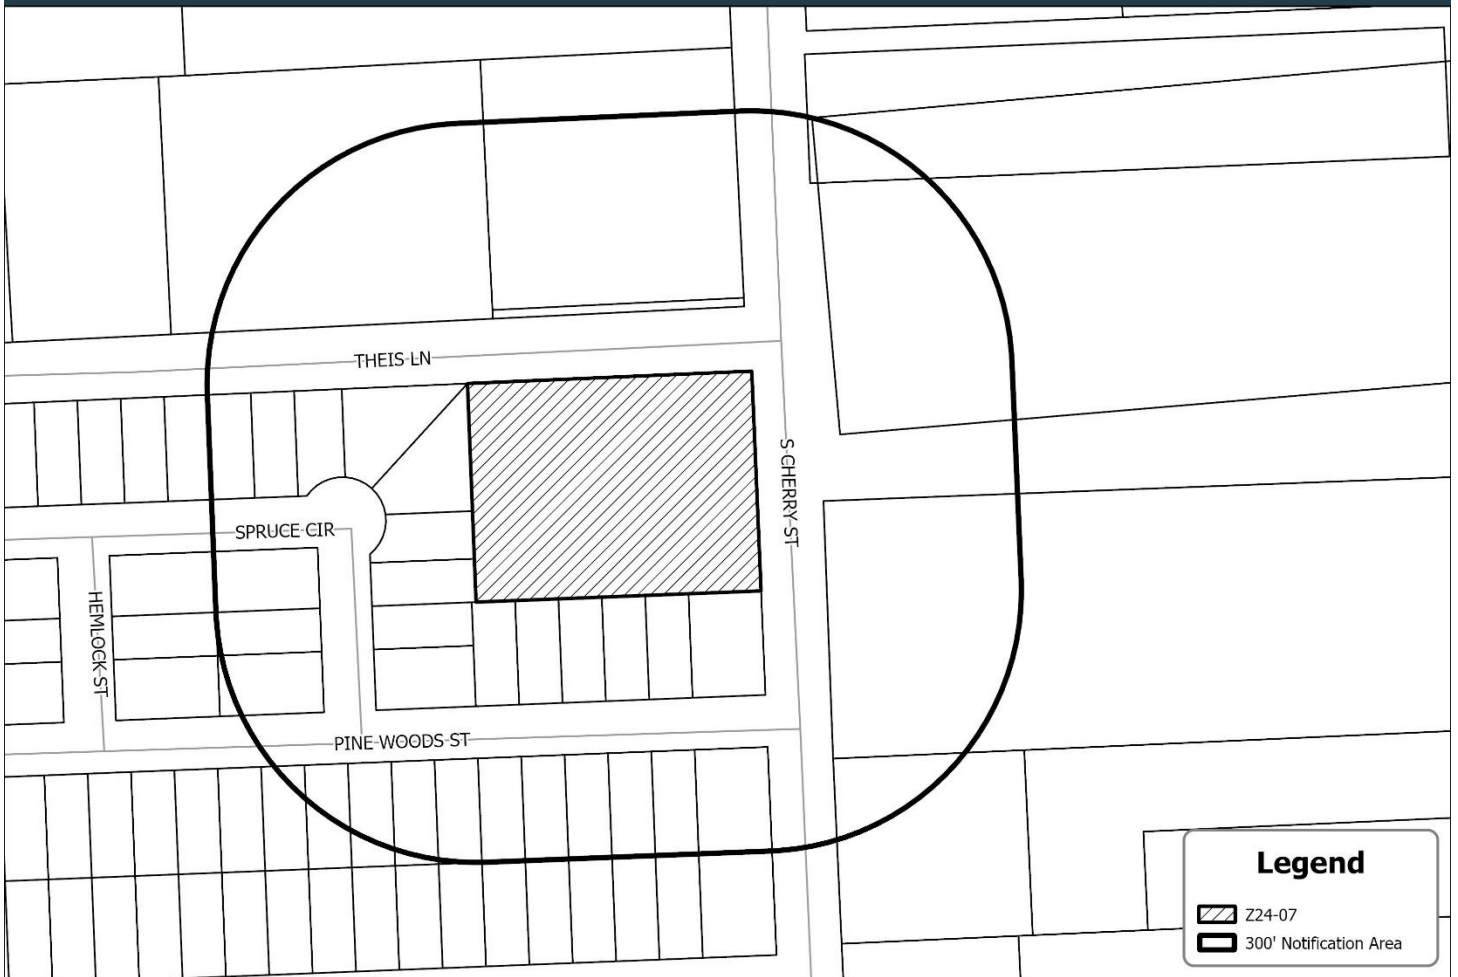 THEIS LN
S CHERRY ST
SPRUCE CIR
HEMLOCK ST
PINE WOODS ST
Legend
Z24-07
300' Notification Area